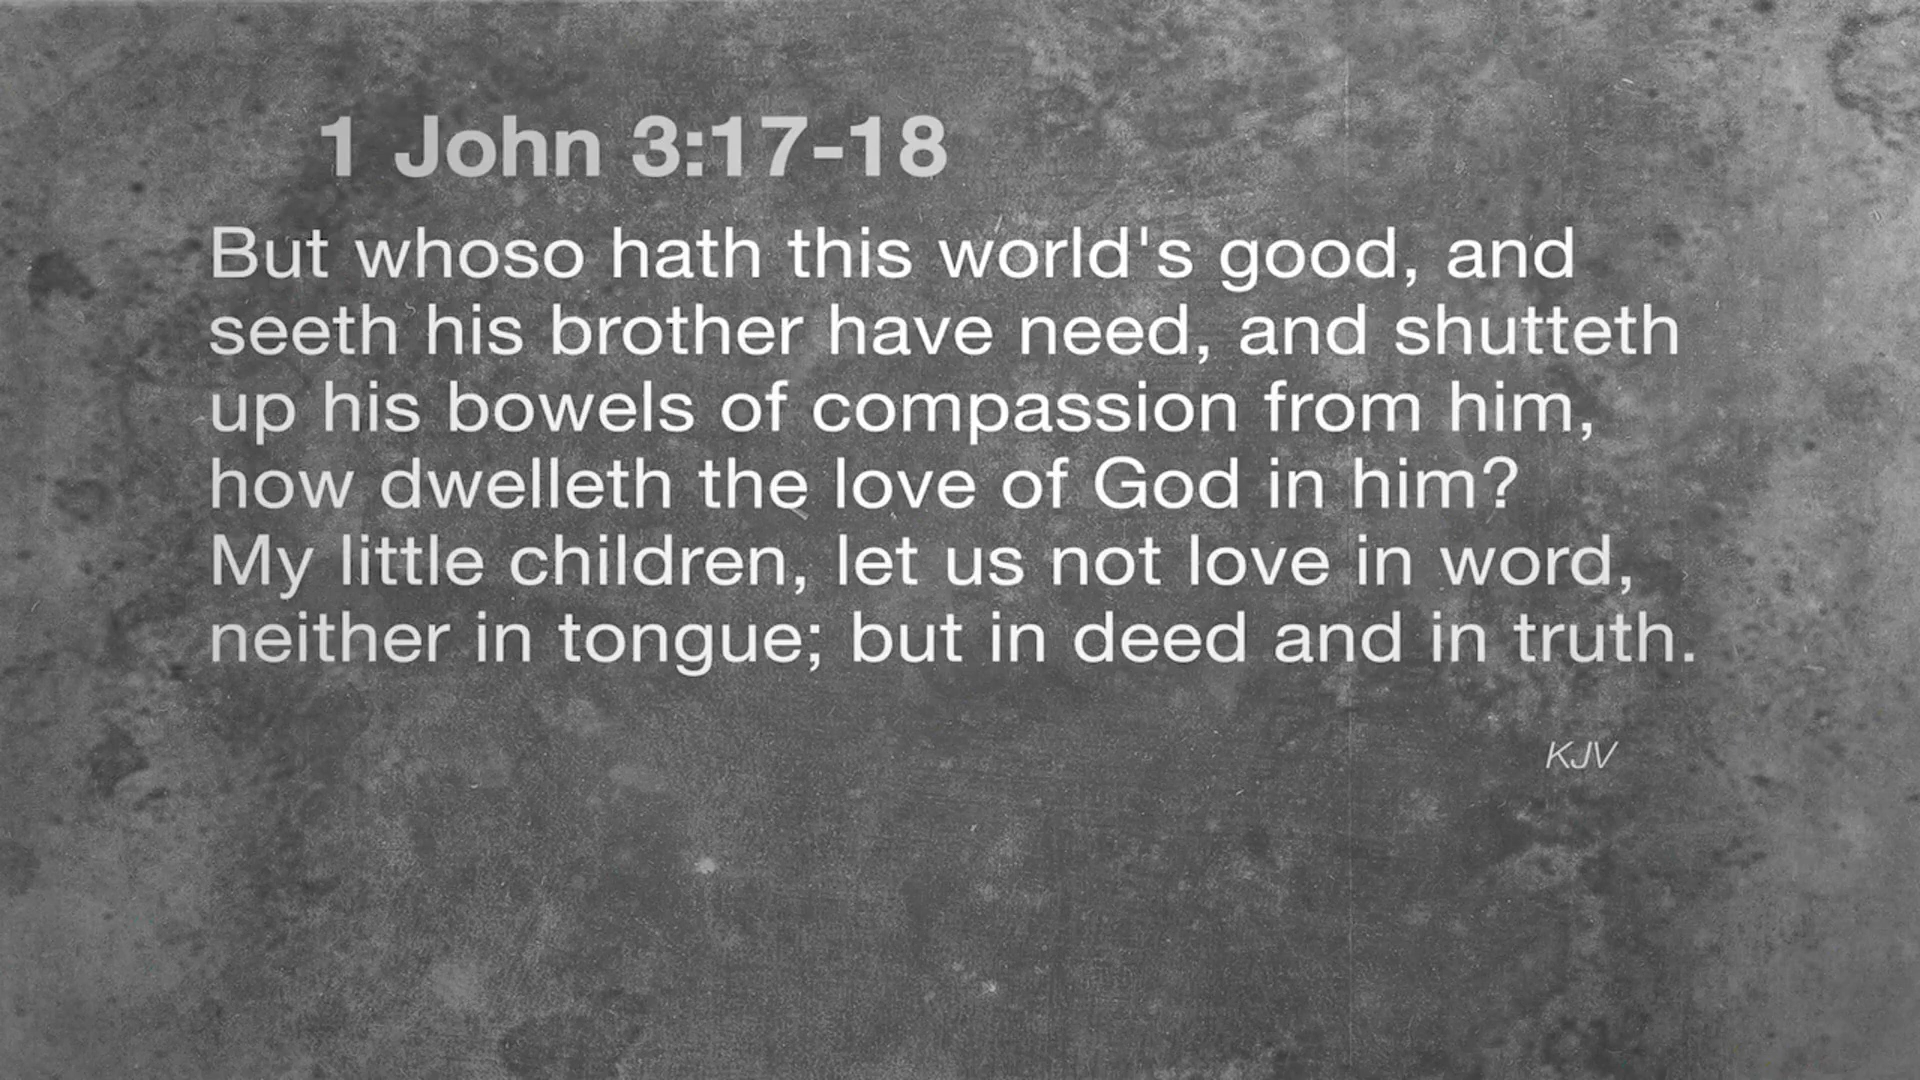 1 John 3:17-18
But whoso hath this world's good, and
seeth his brother have need, and shutteth
up his bowels of compassion from him,
how dwelleth the love of God in him?
My little children, let us not love in word,
neither in tongue; but in deed and in truth.
KJV